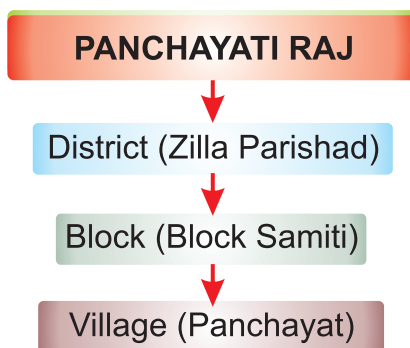 PANCHAYATI RAJ
District (Zilla Parishad)
Block (Block Samiti)
Village (Panchayat)